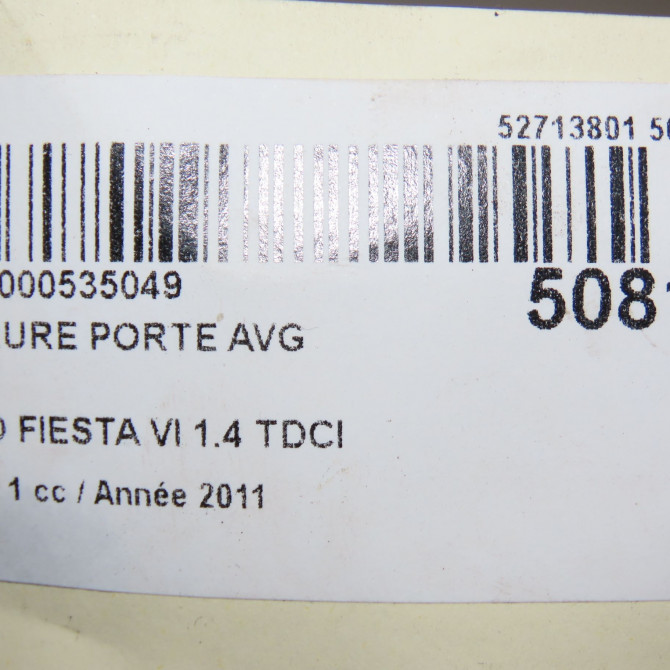 52713801 50
000535049
5081
URE PORTE AVG
FIESTA VI 1.4 TDCI
1 cc / Année 2011